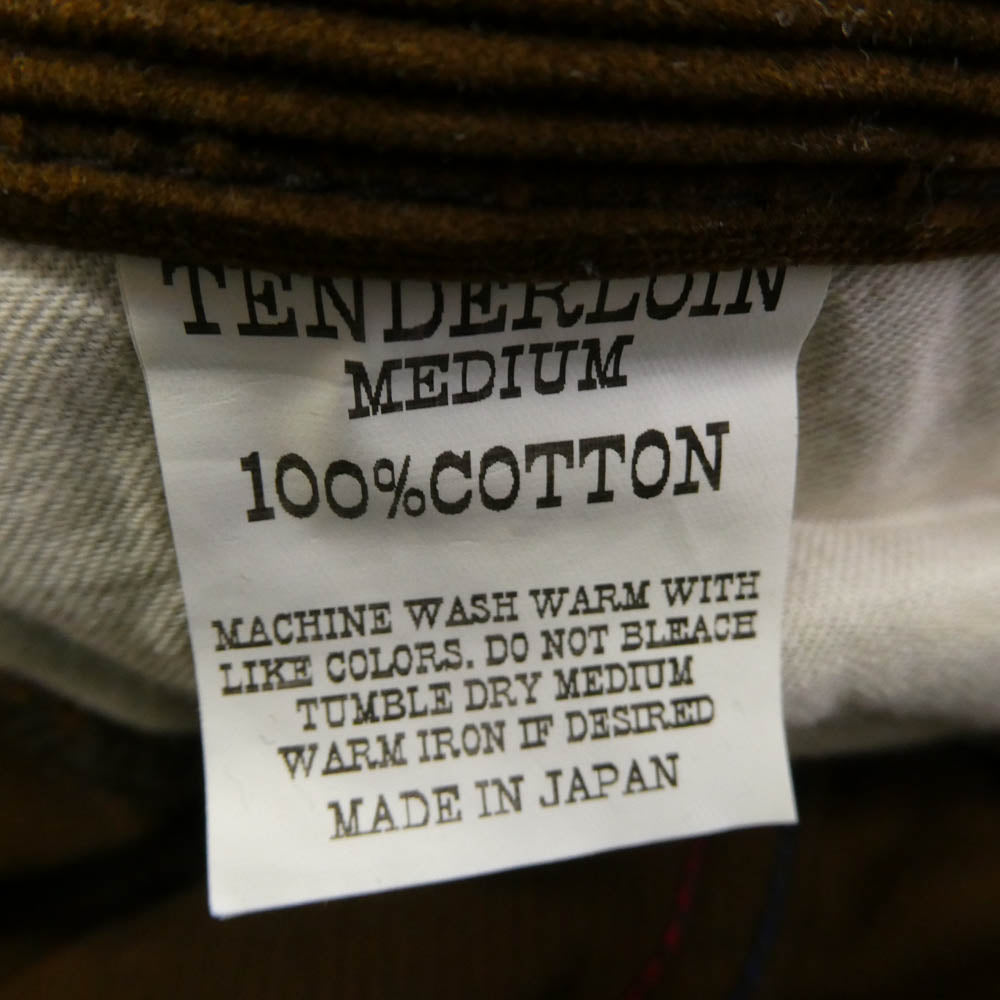 TENDERLOIN
MEDIUM
100%COTTON
MACHINE WASH WARM WITH
LIKE COLORS. DO NOT BLEACH
TUMBLE DRY MEDIUM
WARM IRON IF DESIRED
MADE IN JAPAN